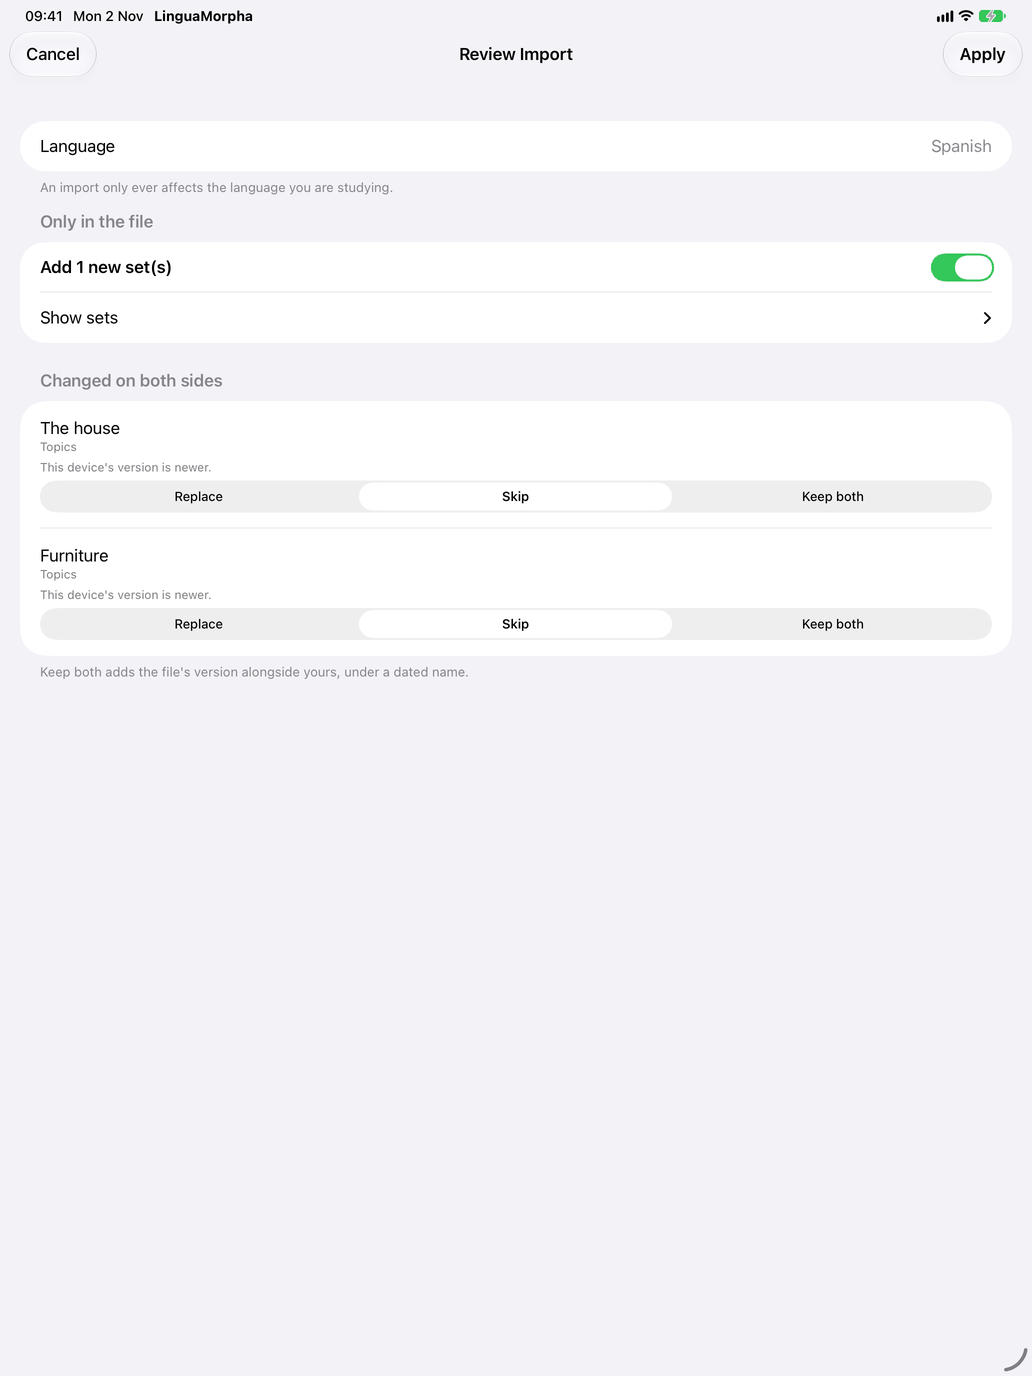 09:41 Mon 2 Nov LinguaMorpha
Cancel
Review Import
Apply
Language
Spanish
An import only ever affects the language you are studying.
Only in the file
Add 1 new set(s)
Show sets
Changed on both sides
The house
Topics
This device's version is newer.
Replace
Skip
Keep both
Furniture
Topics
This device's version is newer.
Replace
Skip
Keep both
Keep both adds the file's version alongside yours, under a dated name.